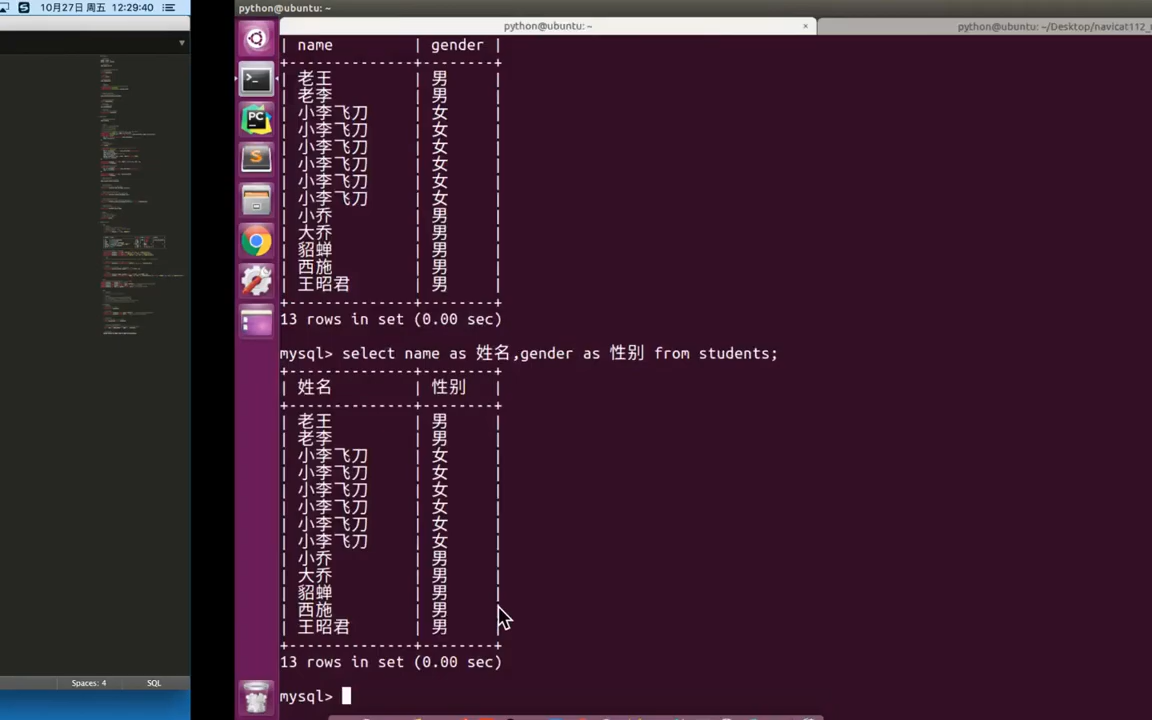 10月27日 周五 12:29:40
python@ubuntu: ~
python@ubuntu: ~ ×
python@ubuntu: ~/Desktop/navicat112_
| name | gender |
+--------------+--------+
| 老王 | 男 |
| 老李 | 男 |
| 小李飞刀 | 女 |
| 小李飞刀 | 女 |
| 小李飞刀 | 女 |
| 小李飞刀 | 女 |
| 小李飞刀 | 女 |
| 小李飞刀 | 女 |
| 小乔 | 男 |
| 大乔 | 男 |
| 貂蝉 | 男 |
| 西施 | 男 |
| 王昭君 | 男 |
+--------------+--------+
13 rows in set (0.00 sec)
mysql> select name as 姓名,gender as 性别 from students;
+--------------+--------+
| 姓名 | 性别 |
+--------------+--------+
| 老王 | 男 |
| 老李 | 男 |
| 小李飞刀 | 女 |
| 小李飞刀 | 女 |
| 小李飞刀 | 女 |
| 小李飞刀 | 女 |
| 小李飞刀 | 女 |
| 小李飞刀 | 女 |
| 小乔 | 男 |
| 大乔 | 男 |
| 貂蝉 | 男 |
| 西施 | 男 |
| 王昭君 | 男 |
+--------------+--------+
13 rows in set (0.00 sec)
mysql>
Spaces: 4 SQL